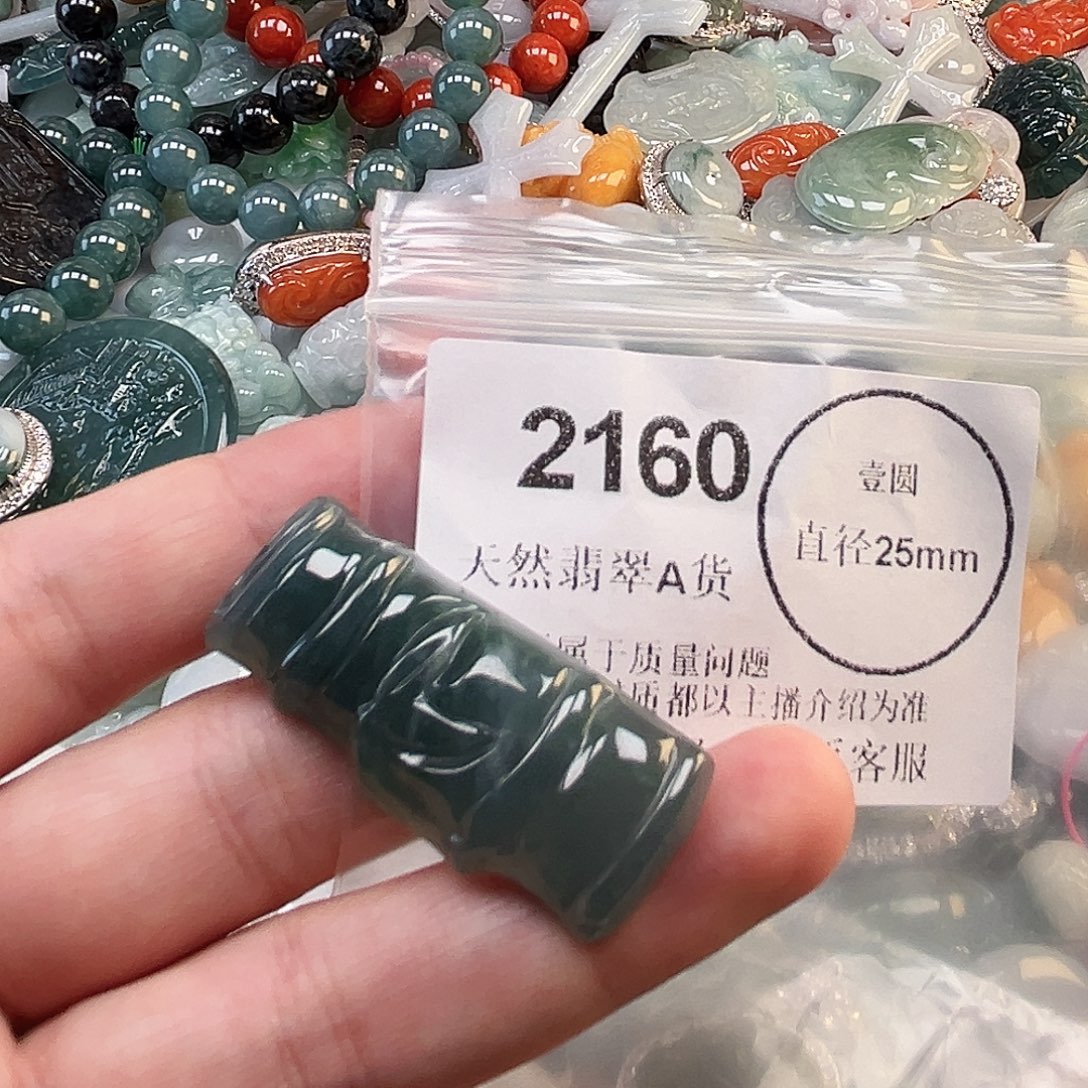 2160
壹圆
直径25mm
天然翡翠A货
属于质量问题
质都以主播介绍为准
客服